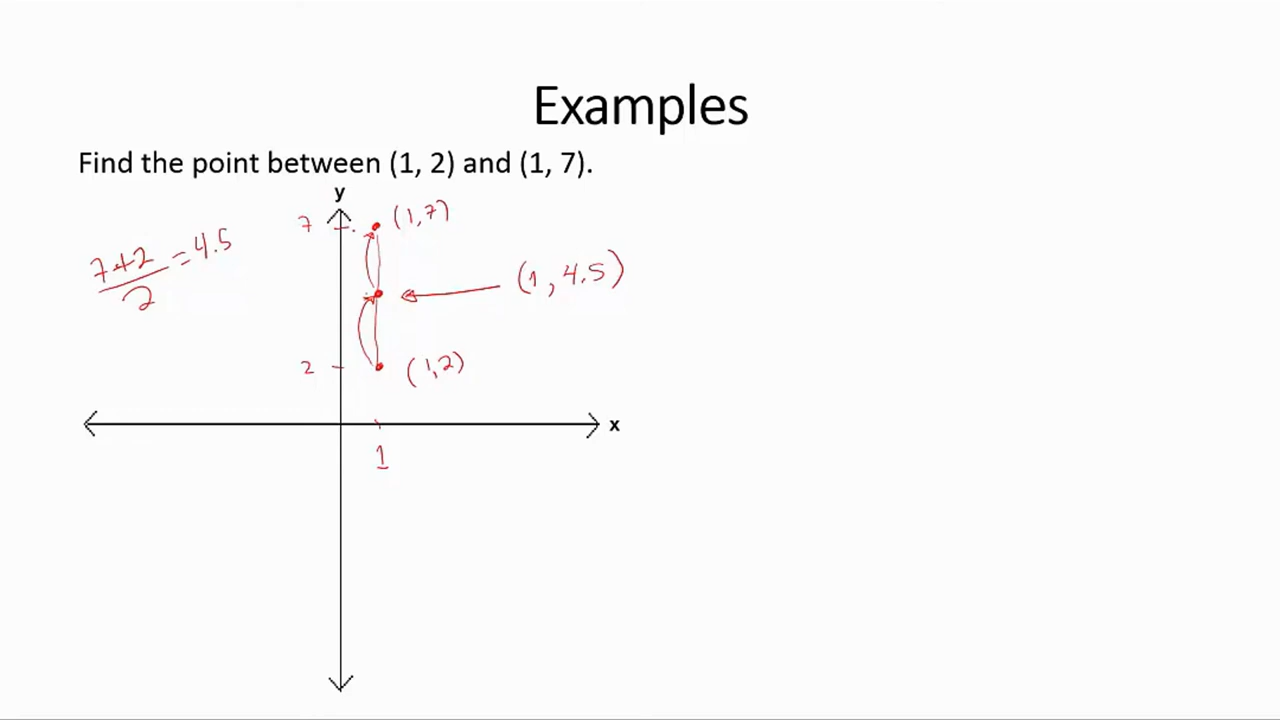 Examples
Find the point between (1, 2) and (1, 7).
y
7
(1,7)
7+2
2
=4.5
(1, 4.5)
2
(1,2)
x
1